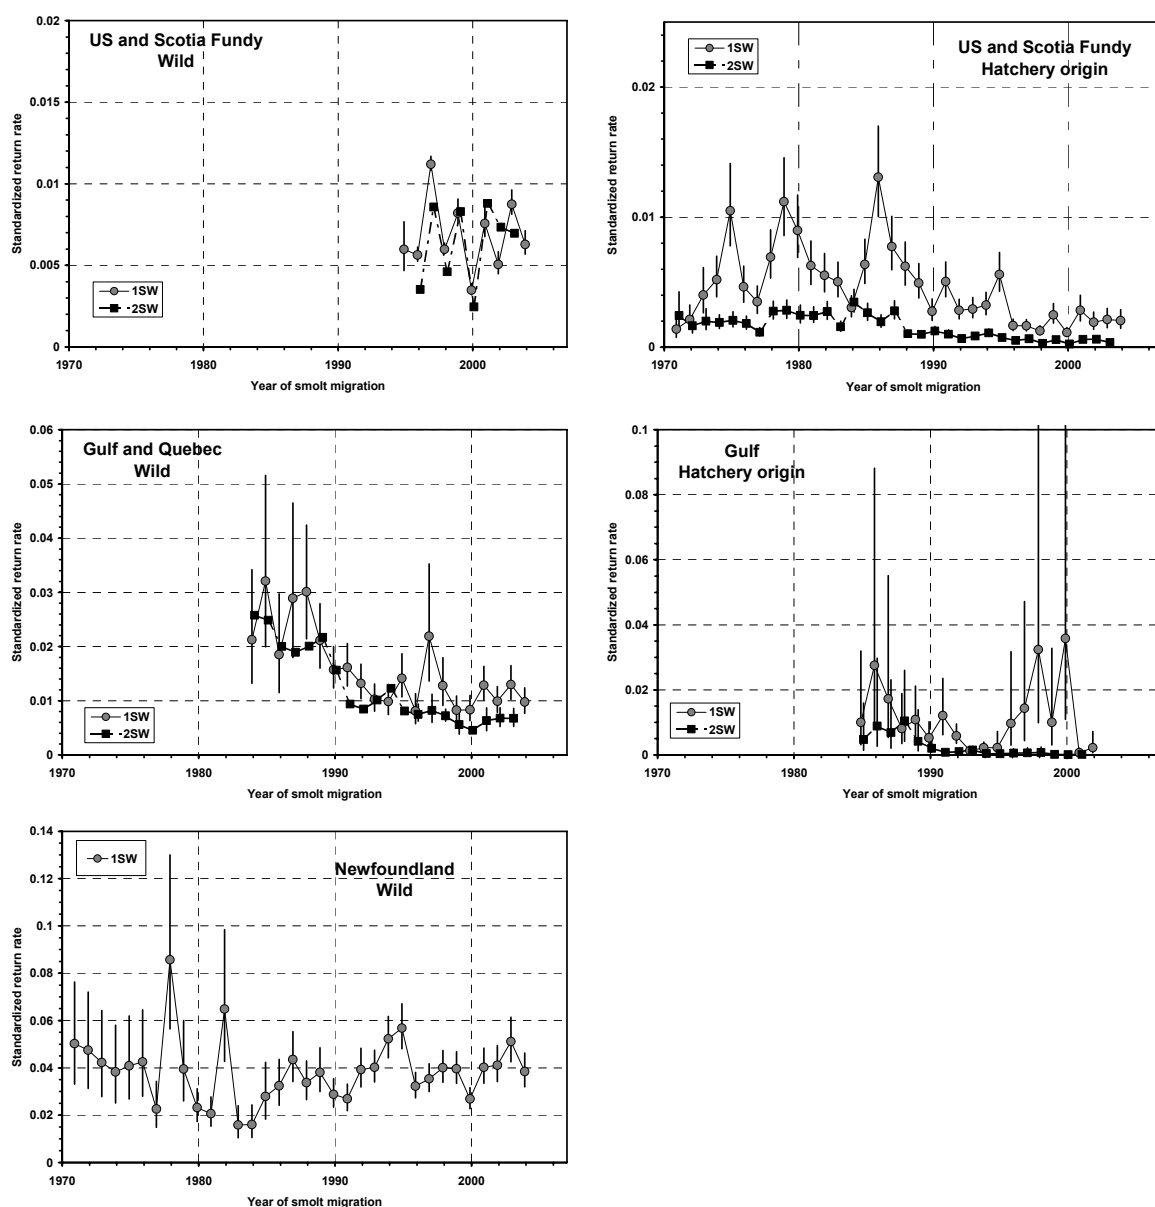 US and Scotia Fundy
Wild
Standardized return rate
0.02
0.015
0.01
0.005
0
1SW
2SW
1970
1980
1990
2000
Year of smolt migration
US and Scotia Fundy
Hatchery origin
1SW
2SW
Standardized return rate
0.02
0.01
0
1970
1980
1990
2000
Year of smolt migration
Gulf and Quebec
Wild
Standardized return rate
0.06
0.05
0.04
0.03
0.02
0.01
0
1SW
2SW
1970
1980
1990
2000
Year of smolt migration
Gulf
Hatchery origin
Standardized return rate
0.1
0.08
0.06
0.04
0.02
0
1SW
2SW
1970
1980
1990
2000
Year of smolt migration
1SW
Newfoundland
Wild
Standardized return rate
0.14
0.12
0.1
0.08
0.06
0.04
0.02
0
1970
1980
1990
2000
Year of smolt migration